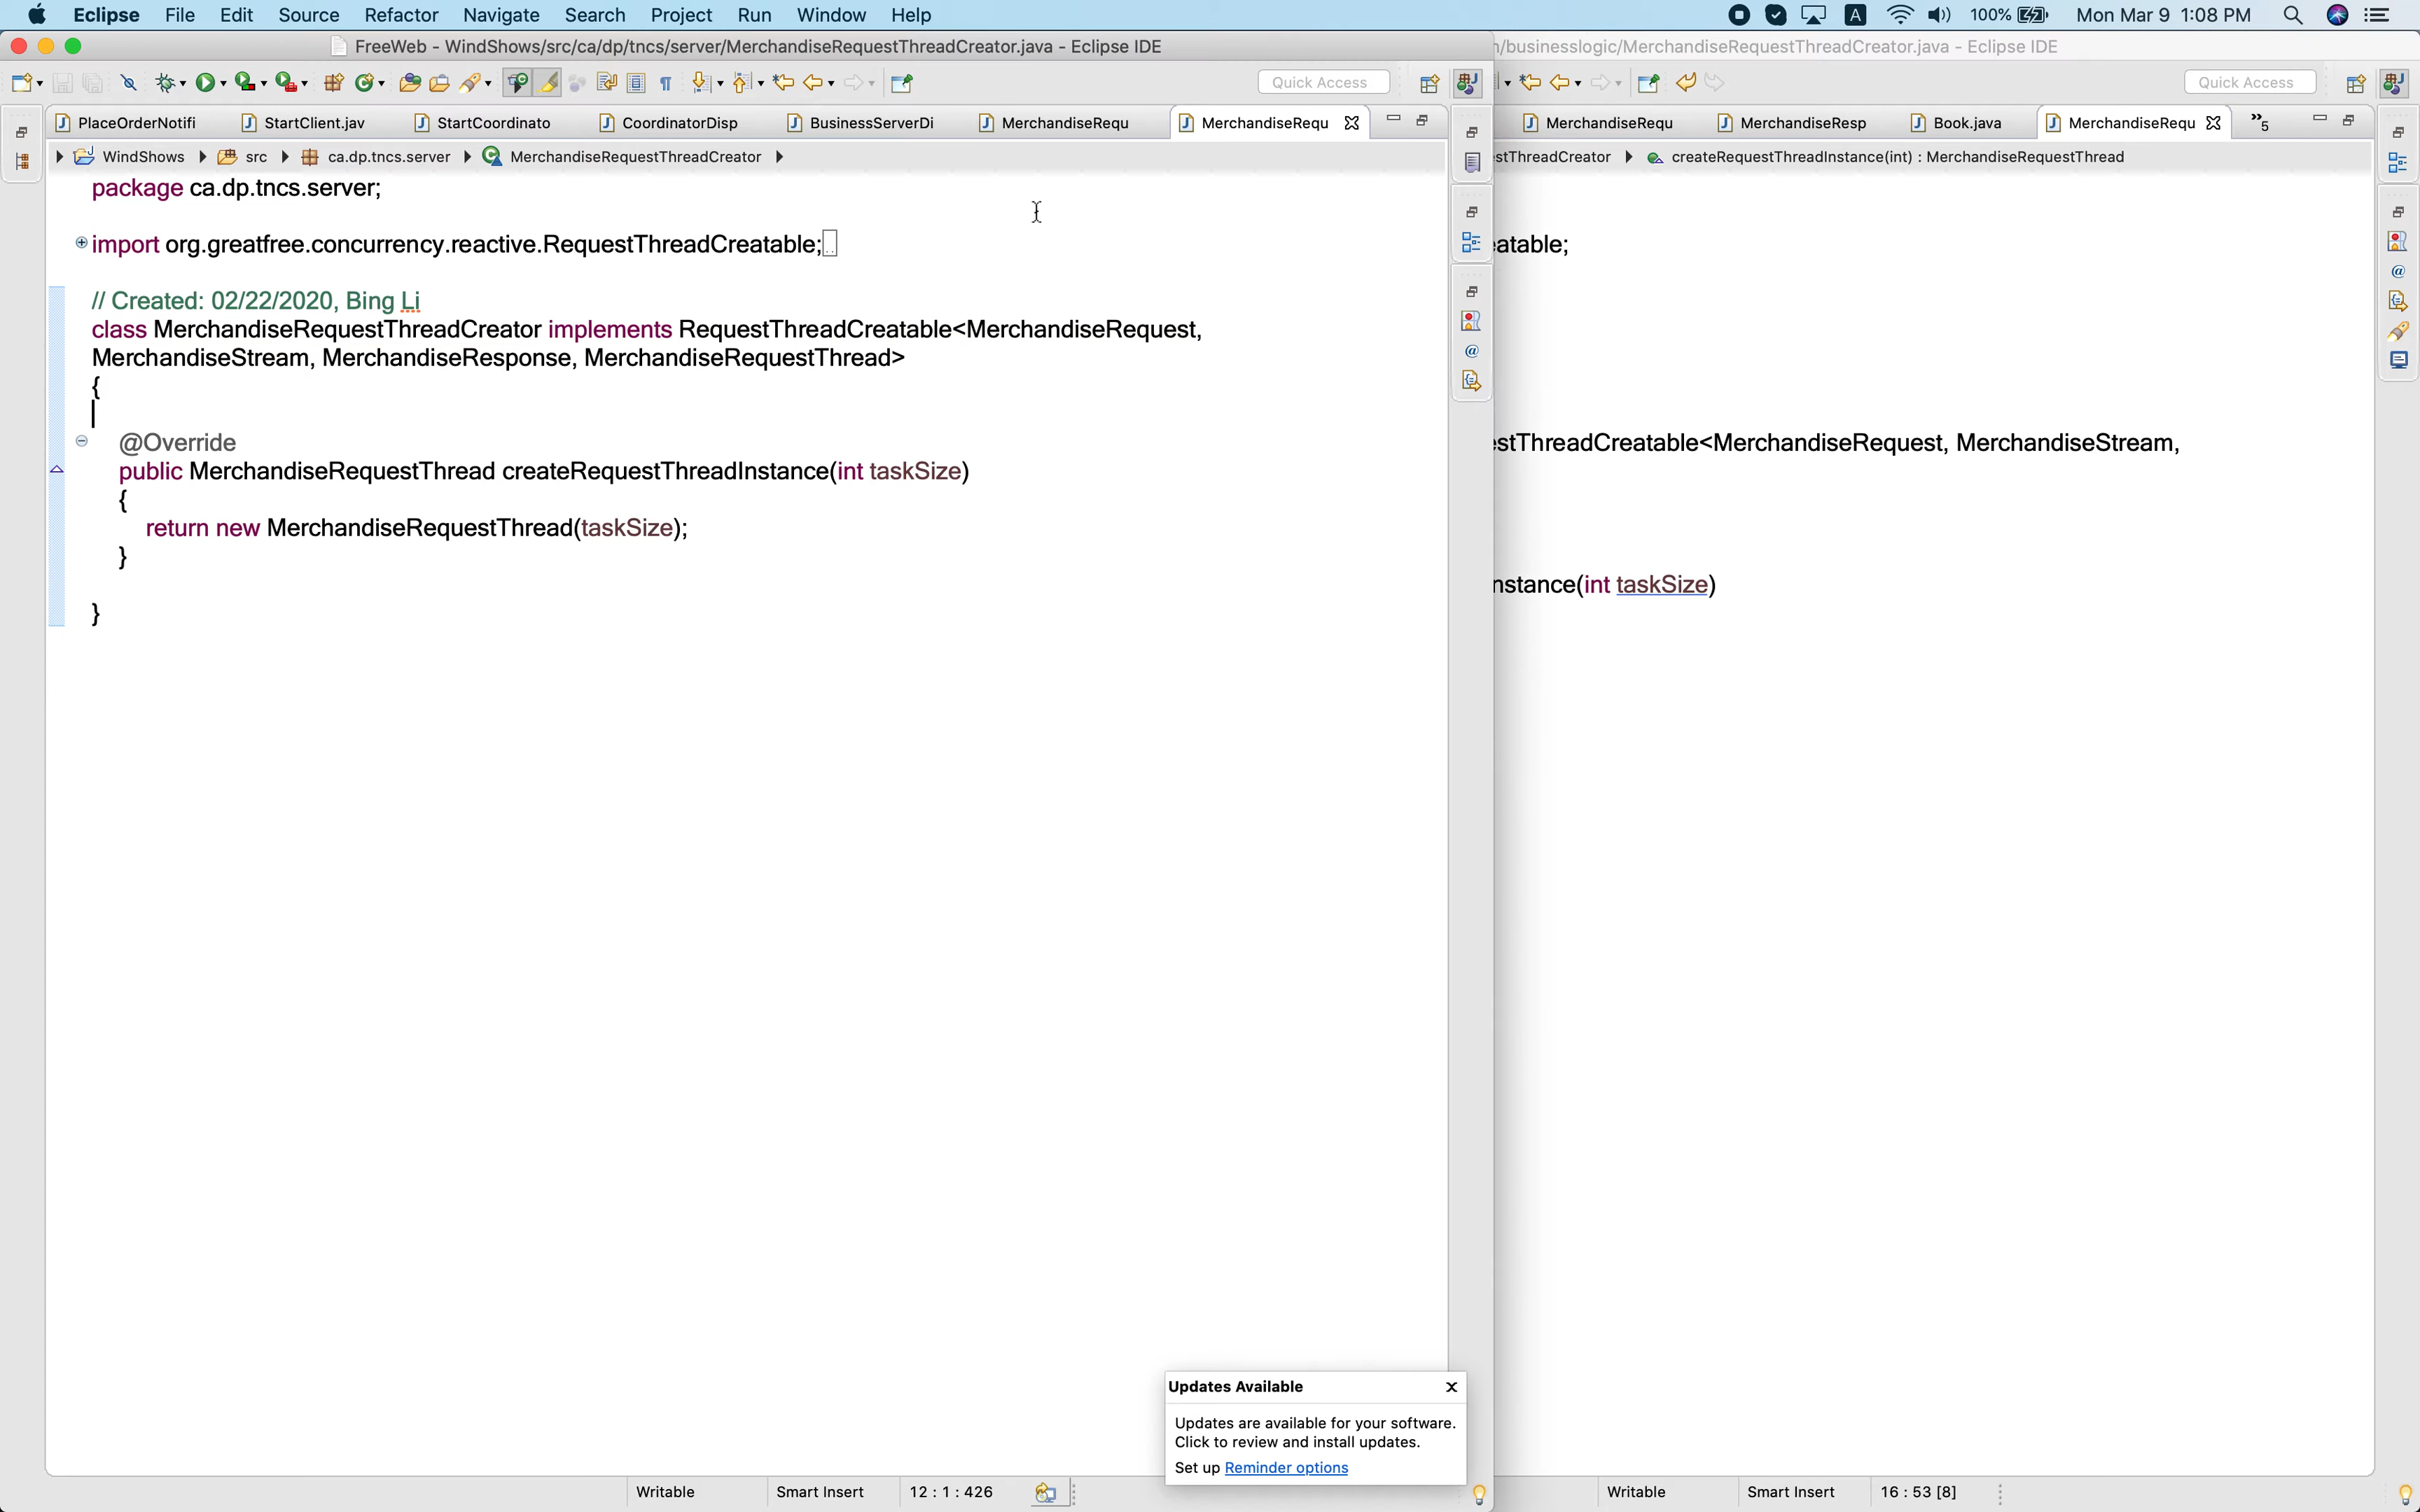 Eclipse File Edit Source Refactor Navigate Search Project Run Window Help A 100% Mon Mar 9 1:08 PM
FreeWeb - WindShows/src/ca/dp/tncs/server/MerchandiseRequestThreadCreator.java - Eclipse IDE
/businesslogic/MerchandiseRequestThreadCreator.java - Eclipse IDE
Quick Access
Quick Access
PlaceOrderNotifi StartClient.jav StartCoordinato CoordinatorDisp BusinessServerDi MerchandiseRequ MerchandiseRequ
MerchandiseRequ MerchandiseResp Book.java MerchandiseRequ »5
WindShows src ca.dp.tncs.server MerchandiseRequestThreadCreator
stThreadCreator createRequestThreadInstance(int) : MerchandiseRequestThread
package ca.dp.tncs.server;
import org.greatfree.concurrency.reactive.RequestThreadCreatable;
// Created: 02/22/2020, Bing Li
class MerchandiseRequestThreadCreator implements RequestThreadCreatable<MerchandiseRequest,
MerchandiseStream, MerchandiseResponse, MerchandiseRequestThread>
{
@Override
public MerchandiseRequestThread createRequestThreadInstance(int taskSize)
{
return new MerchandiseRequestThread(taskSize);
}
}
eatable;
estThreadCreatable<MerchandiseRequest, MerchandiseStream,
nstance(int taskSize)
Updates Available
Updates are available for your software.
Click to review and install updates.
Set up Reminder options
Writable Smart Insert 12 : 1 : 426
Writable Smart Insert 16 : 53 [8]